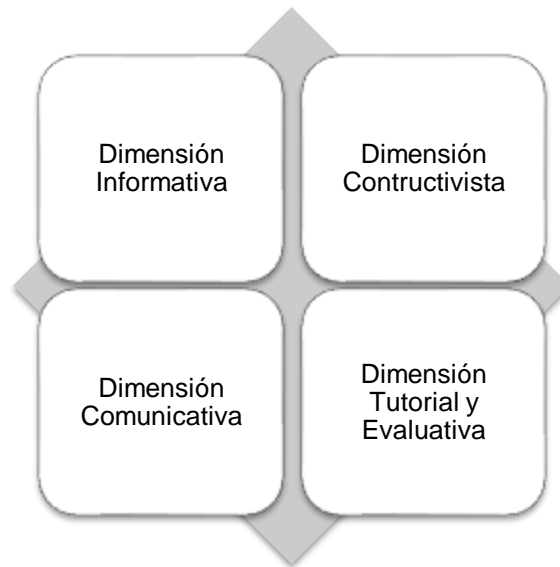 Dimensión
Informativa
Dimensión
Contructivista
Dimensión
Comunicativa
Dimensión
Tutorial y
Evaluativa